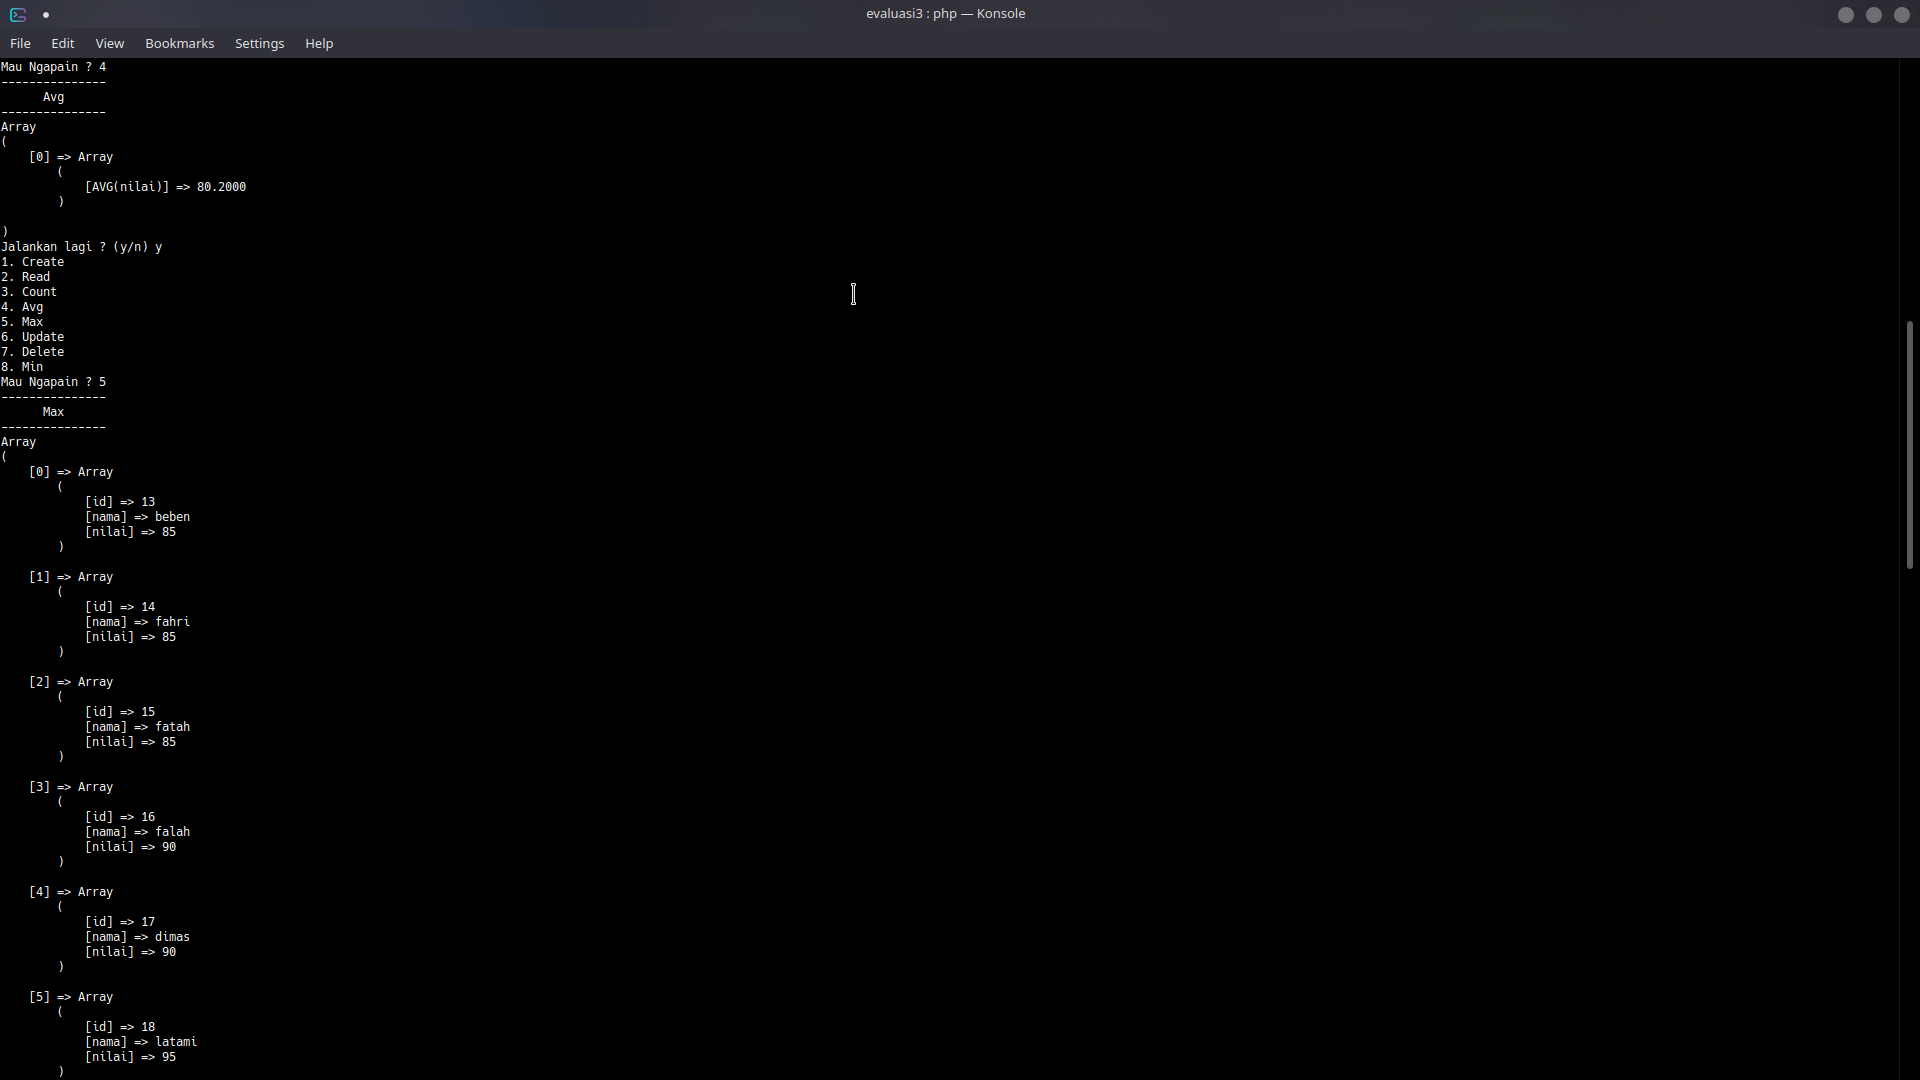 evaluasi3 : php — Konsole
File Edit View Bookmarks Settings Help
Mau Ngapain ? 4
---------------
      Avg
---------------
Array
(
    [0] => Array
        (
            [AVG(nilai)] => 80.2000
        )

)
Jalankan lagi ? (y/n) y
1. Create
2. Read
3. Count
4. Avg
5. Max
6. Update
7. Delete
8. Min
Mau Ngapain ? 5
---------------
      Max
---------------
Array
(
    [0] => Array
        (
            [id] => 13
            [nama] => beben
            [nilai] => 85
        )

    [1] => Array
        (
            [id] => 14
            [nama] => fahri
            [nilai] => 85
        )

    [2] => Array
        (
            [id] => 15
            [nama] => fatah
            [nilai] => 85
        )

    [3] => Array
        (
            [id] => 16
            [nama] => falah
            [nilai] => 90
        )

    [4] => Array
        (
            [id] => 17
            [nama] => dimas
            [nilai] => 90
        )

    [5] => Array
        (
            [id] => 18
            [nama] => latami
            [nilai] => 95
        )